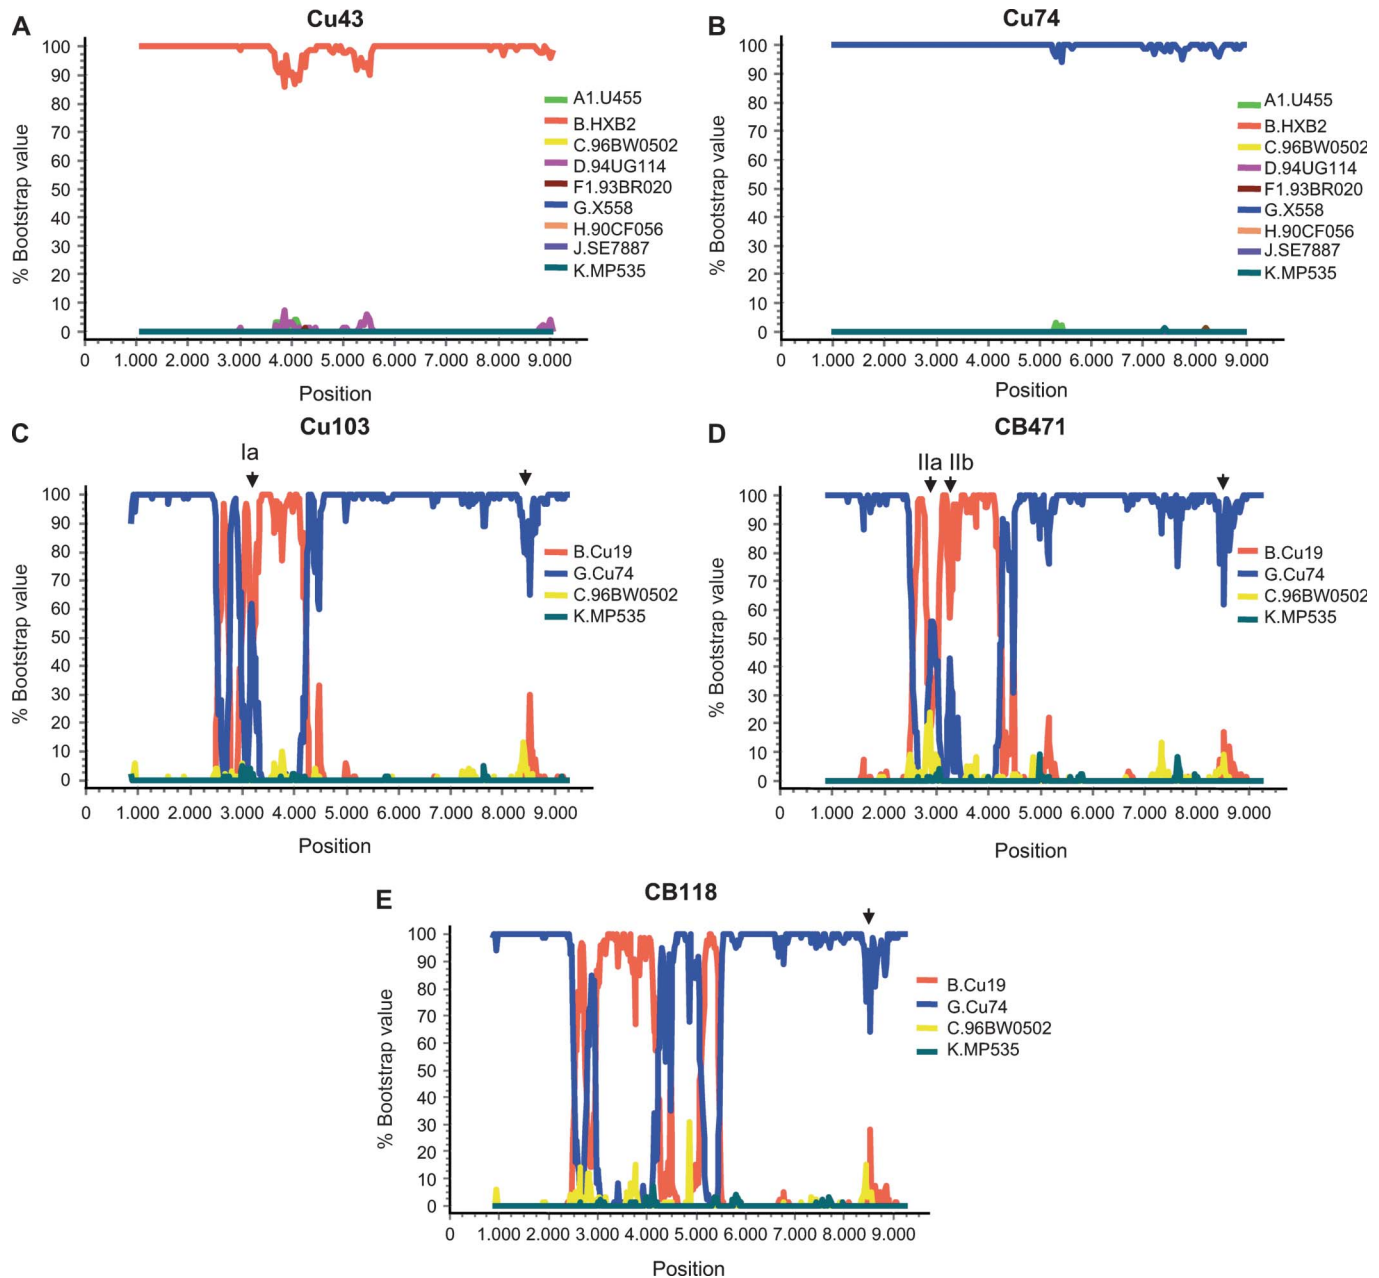 A
Cu43
% Bootstrap value
100
90
80
70
60
50
40
30
20
10
0
0 1.000 2.000 3.000 4.000 5.000 6.000 7.000 8.000 9.000
Position
A1.U455
B.HXB2
C.96BW0502
D.94UG114
F1.93BR020
G.X558
H.90CF056
J.SE7887
K.MP535
B
Cu74
% Bootstrap value
100
90
80
70
60
50
40
30
20
10
0
0 1.000 2.000 3.000 4.000 5.000 6.000 7.000 8.000 9.000
Position
A1.U455
B.HXB2
C.96BW0502
D.94UG114
F1.93BR020
G.X558
H.90CF056
J.SE7887
K.MP535
C
Cu103
Ia
% Bootstrap value
100
90
80
70
60
50
40
30
20
10
0
0 1.000 2.000 3.000 4.000 5.000 6.000 7.000 8.000 9.000
Position
B.Cu19
G.Cu74
C.96BW0502
K.MP535
D
CB471
IIa IIb
% Bootstrap value
100
90
80
70
60
50
40
30
20
10
0
0 1.000 2.000 3.000 4.000 5.000 6.000 7.000 8.000 9.000
Position
B.Cu19
G.Cu74
C.96BW0502
K.MP535
E
CB118
% Bootstrap value
100
90
80
70
60
50
40
30
20
10
0
0 1.000 2.000 3.000 4.000 5.000 6.000 7.000 8.000 9.000
Position
B.Cu19
G.Cu74
C.96BW0502
K.MP535